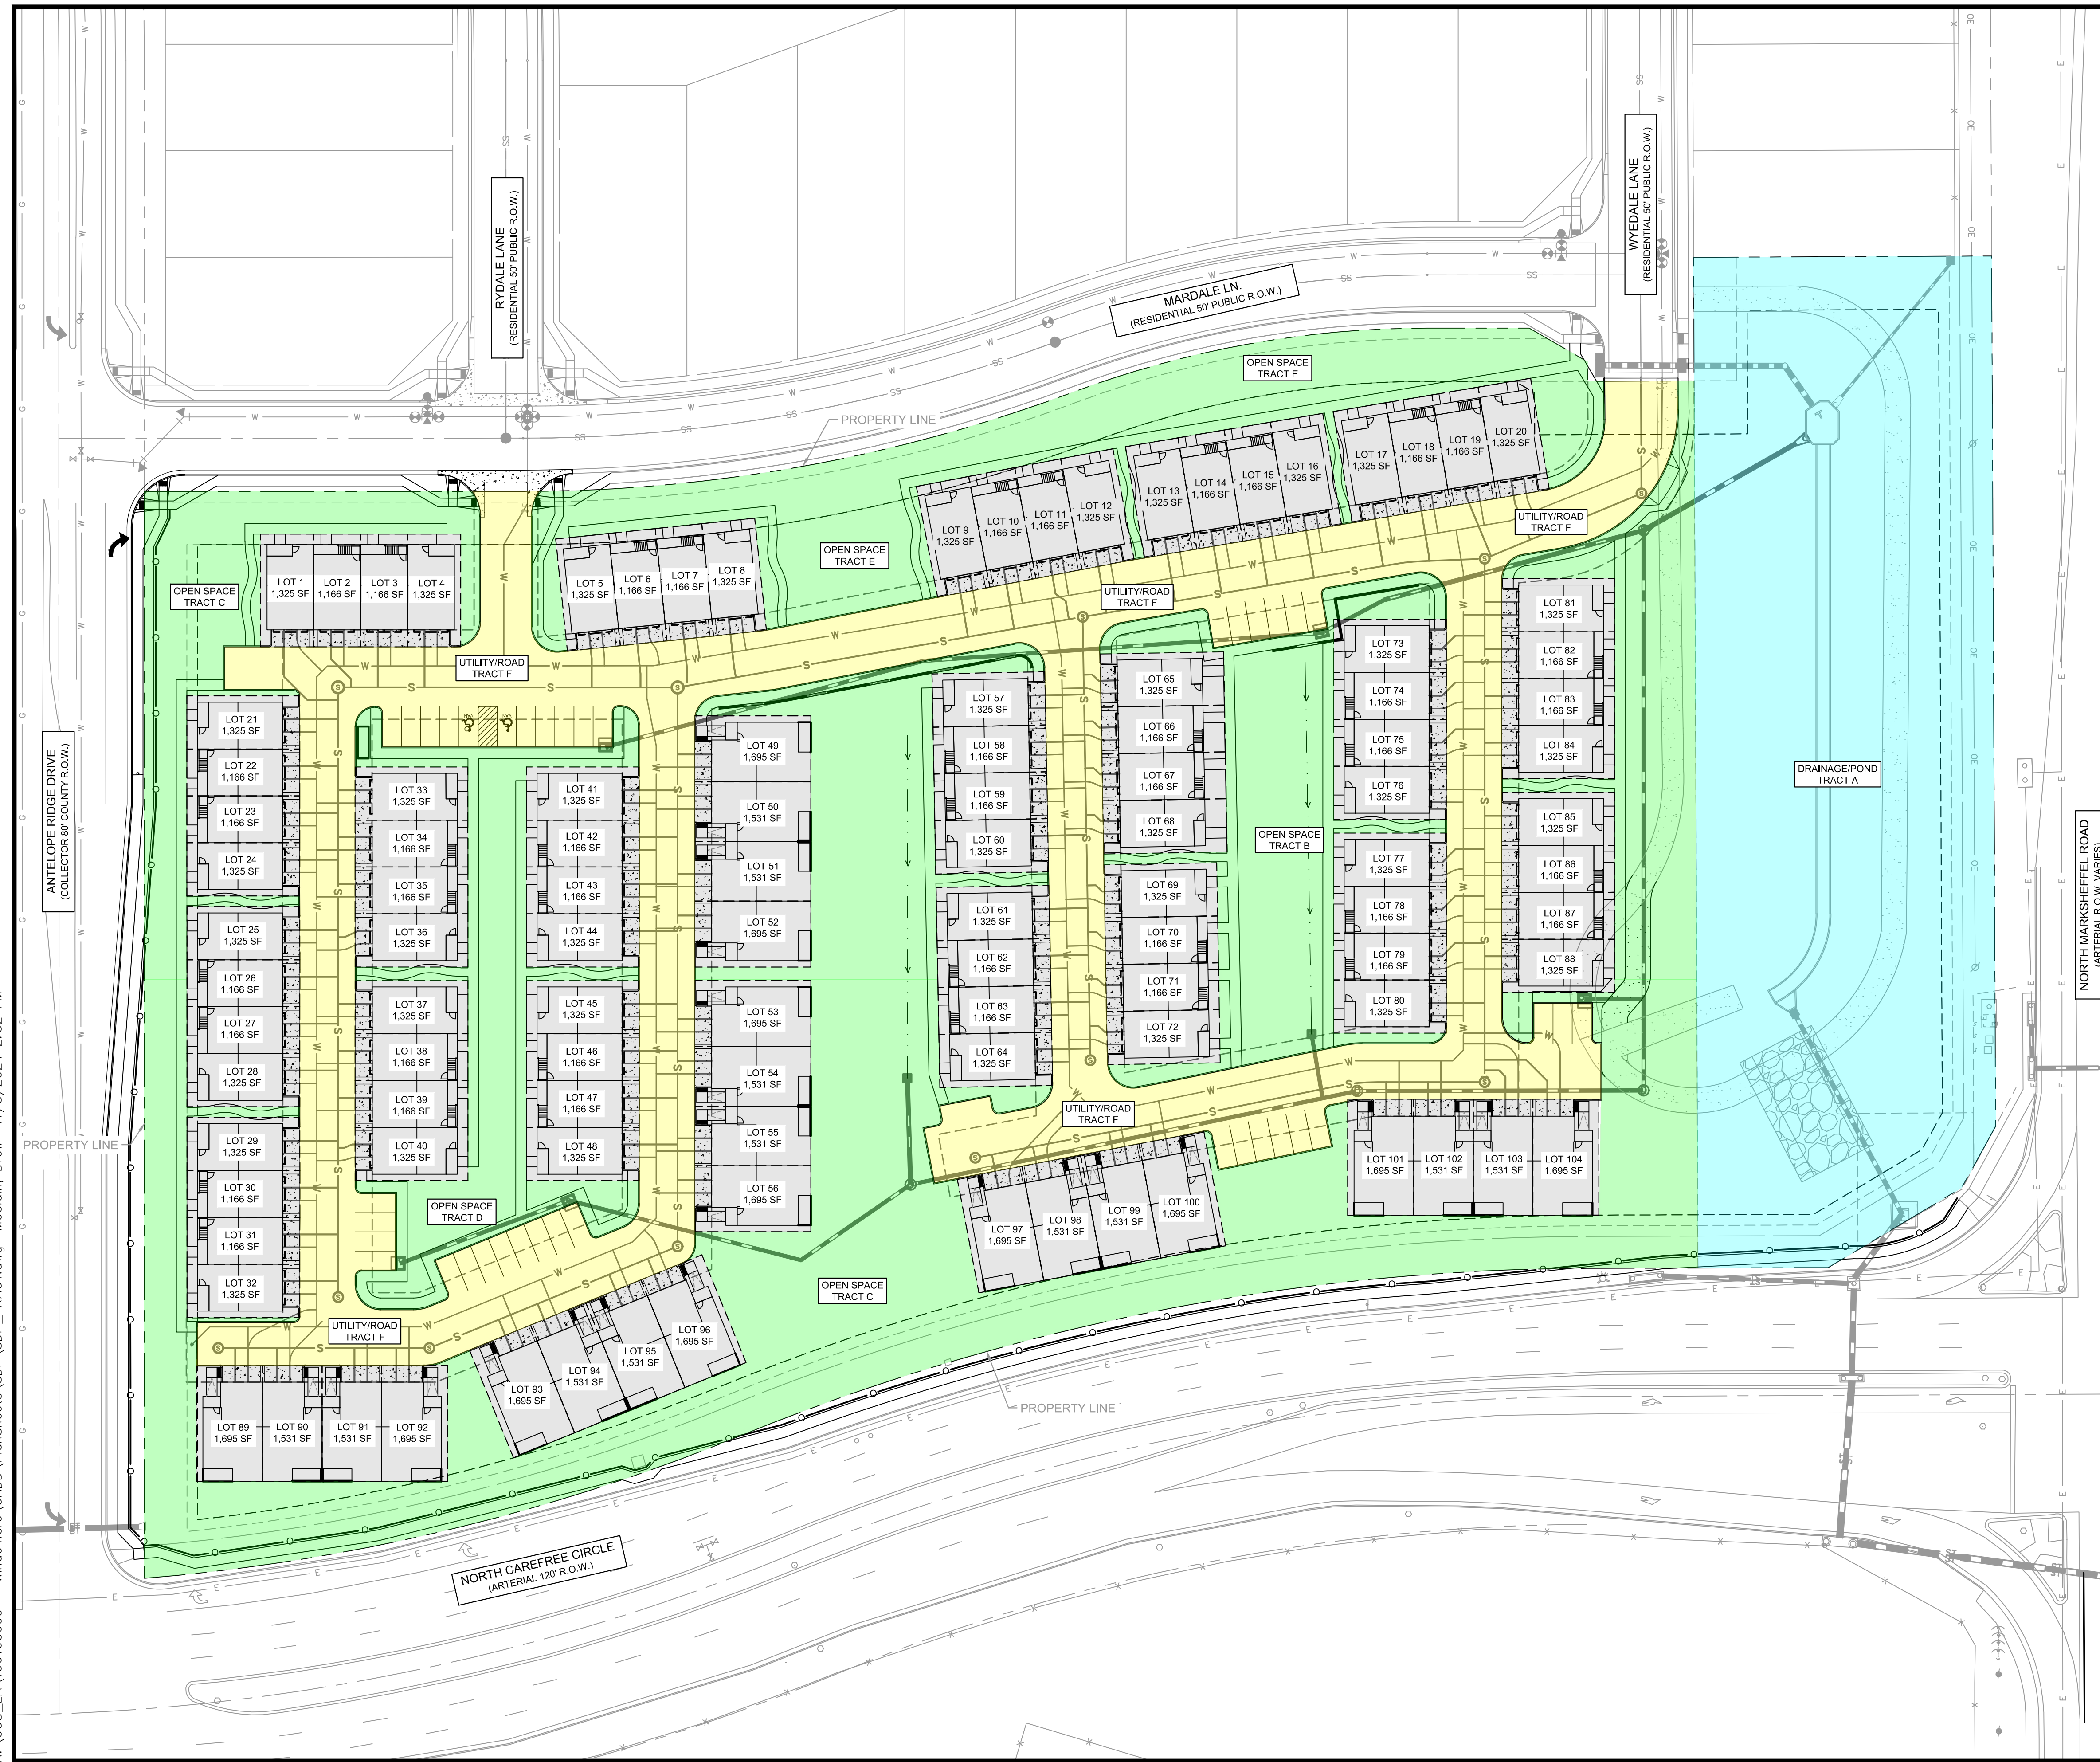 RYDALE LANE
(RESIDENTIAL 50' PUBLIC R.O.W.)
WYEDALE LANE
(RESIDENTIAL 50' PUBLIC R.O.W.)
MARDALE LN.
(RESIDENTIAL 50' PUBLIC R.O.W.)
OPEN SPACE
TRACT E
PROPERTY LINE
LOT 1
1,325 SF
LOT 2
1,166 SF
LOT 3
1,166 SF
LOT 4
1,325 SF
LOT 5
1,325 SF
LOT 6
1,166 SF
LOT 7
1,166 SF
LOT 8
1,325 SF
OPEN SPACE
TRACT E
LOT 9
1,325 SF
LOT 10
1,166 SF
LOT 11
1,166 SF
LOT 12
1,325 SF
LOT 13
1,325 SF
LOT 14
1,166 SF
LOT 15
1,166 SF
LOT 16
1,325 SF
LOT 17
1,325 SF
LOT 18
1,166 SF
LOT 19
1,166 SF
LOT 20
1,325 SF
UTILITY/ROAD
TRACT F
OPEN SPACE
TRACT C
UTILITY/ROAD
TRACT F
UTILITY/ROAD
TRACT F
ANTELOPE RIDGE DRIVE
(COLLECTOR 80' COUNTY R.O.W.)
LOT 21
1,325 SF
LOT 22
1,166 SF
LOT 23
1,166 SF
LOT 24
1,325 SF
LOT 25
1,325 SF
LOT 26
1,166 SF
LOT 27
1,166 SF
LOT 28
1,325 SF
LOT 29
1,325 SF
LOT 30
1,166 SF
LOT 31
1,166 SF
LOT 32
1,325 SF
PROPERTY LINE
LOT 33
1,325 SF
LOT 34
1,166 SF
LOT 35
1,166 SF
LOT 36
1,325 SF
LOT 37
1,325 SF
LOT 38
1,166 SF
LOT 39
1,166 SF
LOT 40
1,325 SF
LOT 41
1,325 SF
LOT 42
1,166 SF
LOT 43
1,166 SF
LOT 44
1,325 SF
LOT 45
1,325 SF
LOT 46
1,166 SF
LOT 47
1,166 SF
LOT 48
1,325 SF
LOT 49
1,695 SF
LOT 50
1,531 SF
LOT 51
1,531 SF
LOT 52
1,695 SF
LOT 53
1,695 SF
LOT 54
1,531 SF
LOT 55
1,531 SF
LOT 56
1,695 SF
LOT 57
1,325 SF
LOT 58
1,166 SF
LOT 59
1,166 SF
LOT 60
1,325 SF
LOT 61
1,325 SF
LOT 62
1,166 SF
LOT 63
1,166 SF
LOT 64
1,325 SF
LOT 65
1,325 SF
LOT 66
1,166 SF
LOT 67
1,166 SF
LOT 68
1,325 SF
LOT 69
1,325 SF
LOT 70
1,166 SF
LOT 71
1,166 SF
LOT 72
1,325 SF
OPEN SPACE
TRACT B
LOT 73
1,325 SF
LOT 74
1,166 SF
LOT 75
1,166 SF
LOT 76
1,325 SF
LOT 77
1,325 SF
LOT 78
1,166 SF
LOT 79
1,166 SF
LOT 80
1,325 SF
LOT 81
1,325 SF
LOT 82
1,166 SF
LOT 83
1,166 SF
LOT 84
1,325 SF
LOT 85
1,325 SF
LOT 86
1,166 SF
LOT 87
1,166 SF
LOT 88
1,325 SF
DRAINAGE/POND
TRACT A
NORTH MARKSHEFFEL ROAD
(ARTERIAL R.O.W. VARIES)
OPEN SPACE
TRACT D
UTILITY/ROAD
TRACT F
UTILITY/ROAD
TRACT F
OPEN SPACE
TRACT C
LOT 89
1,695 SF
LOT 90
1,531 SF
LOT 91
1,531 SF
LOT 92
1,695 SF
LOT 93
1,695 SF
LOT 94
1,531 SF
LOT 95
1,531 SF
LOT 96
1,695 SF
LOT 97
1,695 SF
LOT 98
1,531 SF
LOT 99
1,531 SF
LOT 100
1,695 SF
LOT 101
1,695 SF
LOT 102
1,531 SF
LOT 103
1,531 SF
LOT 104
1,695 SF
PROPERTY LINE
NORTH CAREFREE CIRCLE
(ARTERIAL 120' R.O.W.)